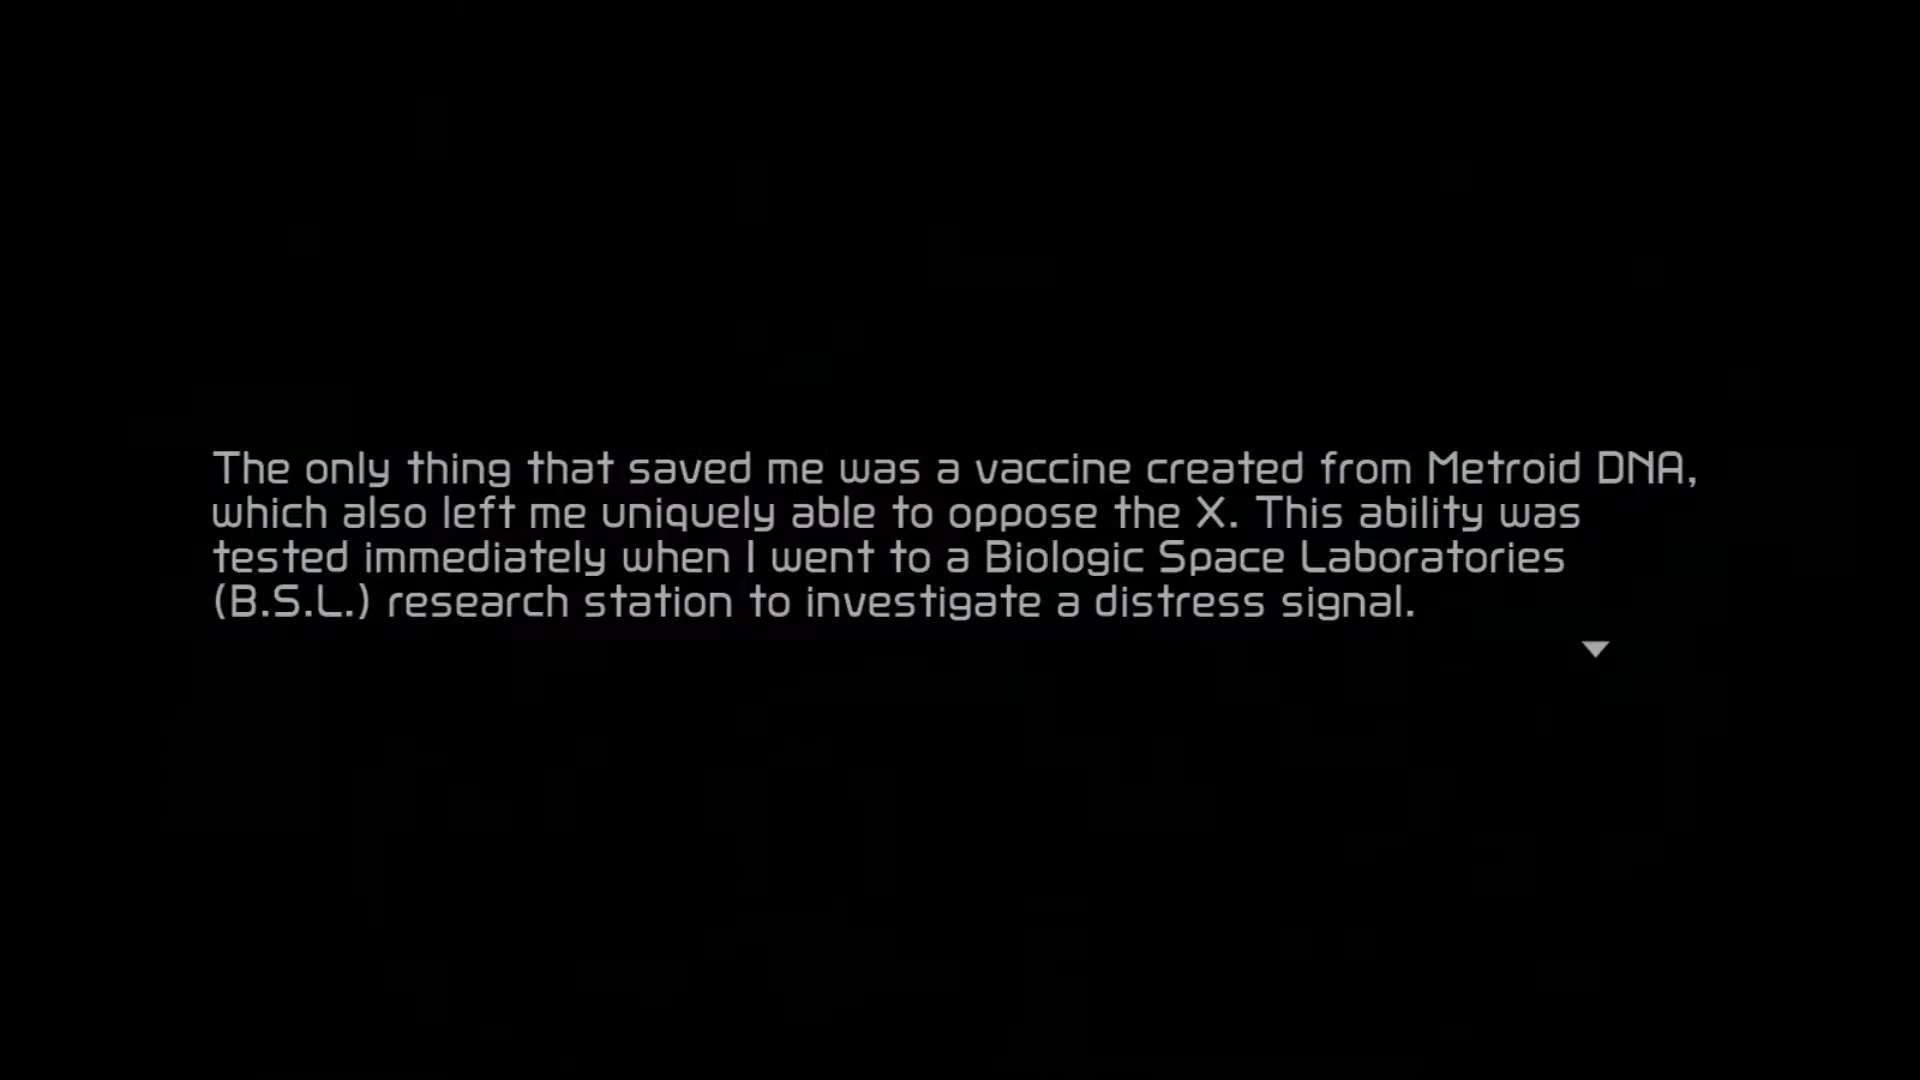 The only thing that saved me was a vaccine created from Metroid DNA,
which also left me uniquely able to oppose the X. This ability was
tested immediately when I went to a Biologic Space Laboratories
(B.S.L.) research station to investigate a distress signal.